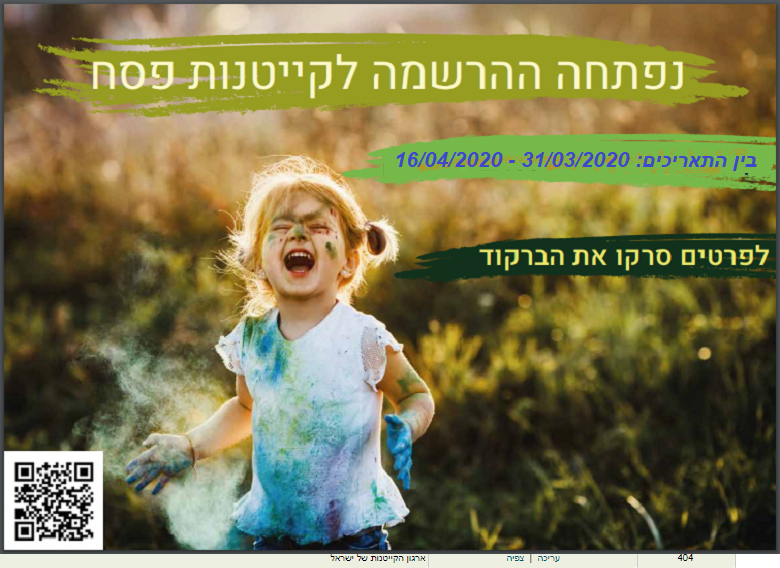 נפתחה ההרשמה לקייטנות פסח
בין התאריכים: 31/03/2020 - 16/04/2020
לפרטים סרקו את הברקוד
404 עריכה | צפיה ארגון הקייטנות של ישראל